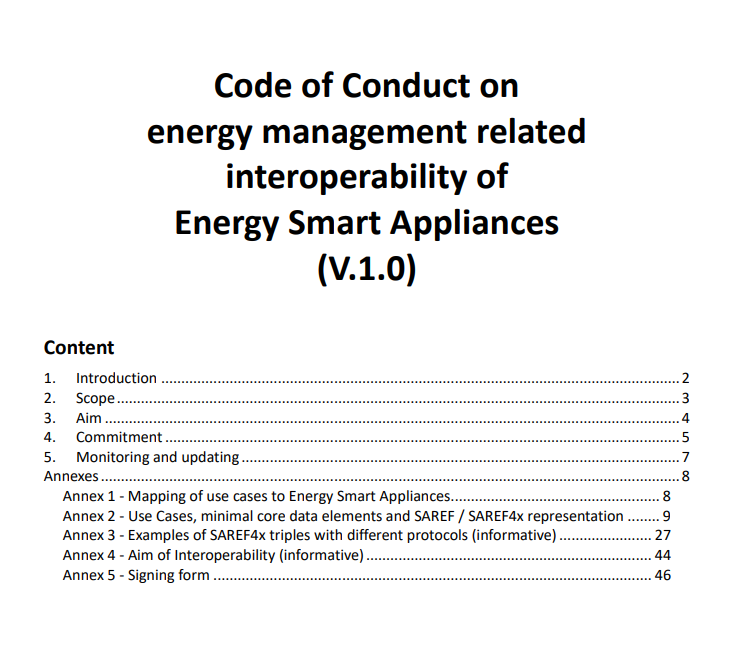 Code of Conduct on
energy management related
interoperability of
Energy Smart Appliances
(V.1.0)
Content
1. Introduction ........................................................................................................................... 2
2. Scope ..................................................................................................................................... 3
3. Aim ........................................................................................................................................ 4
4. Commitment .......................................................................................................................... 5
5. Monitoring and updating ........................................................................................................ 7
Annexes ....................................................................................................................................... 8
Annex 1 - Mapping of use cases to Energy Smart Appliances .................................................. 8
Annex 2 - Use Cases, minimal core data elements and SAREF / SAREF4x representation ........ 9
Annex 3 - Examples of SAREF4x triples with different protocols (informative) ....................... 27
Annex 4 - Aim of Interoperability (informative) ..................................................................... 44
Annex 5 - Signing form ......................................................................................................... 46